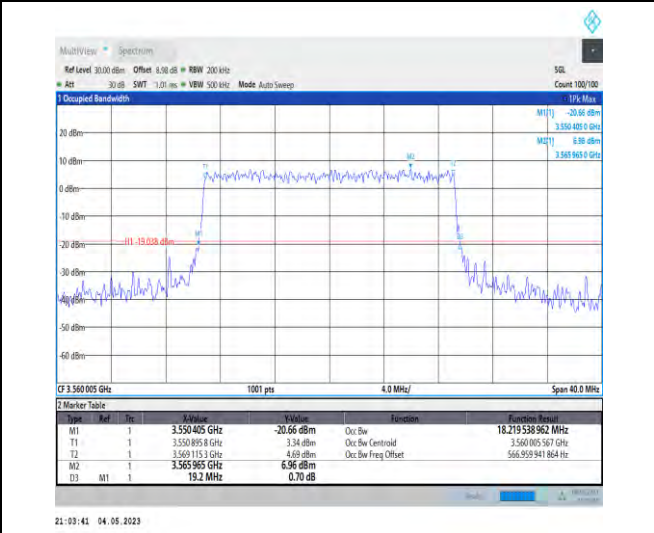 MultiView Spectrum
Ref Level 30.00 dBm Offset 8.98 dB RBW 200 kHz SGL
Att 30 dB SWT 1.01 ms VBW 500 kHz Mode Auto Sweep Count 100/100
1 Occupied Bandwidth 1Pk Max
M1[1] -20.66 dBm
3.550 405 0 GHz
M2[1] 6.98 dBm
3.565 965 0 GHz
20 dBm
10 dBm
0 dBm
-10 dBm
-20 dBm
H1 -19.038 dBm
-30 dBm
-40 dBm
-50 dBm
-60 dBm
M2
T1
T2
M1
CF 3.560 005 GHz 1001 pts 4.0 MHz/ Span 40.0 MHz
2 Marker Table
Type Ref Trc X-Value Y-Value Function Function Result
M1 1 3.550405 GHz -20.66 dBm Occ Bw 18.219 538 962 MHz
T1 1 3.550 895 8 GHz 3.34 dBm Occ Bw Centroid 3.560 005 567 GHz
T2 1 3.569 115 3 GHz 4.69 dBm Occ Bw Freq Offset 566.959 941 864 Hz
M2 1 3.565 965 GHz 6.96 dBm
D3 M1 1 19.2 MHz 0.70 dB
21:03:41 04.05.2023